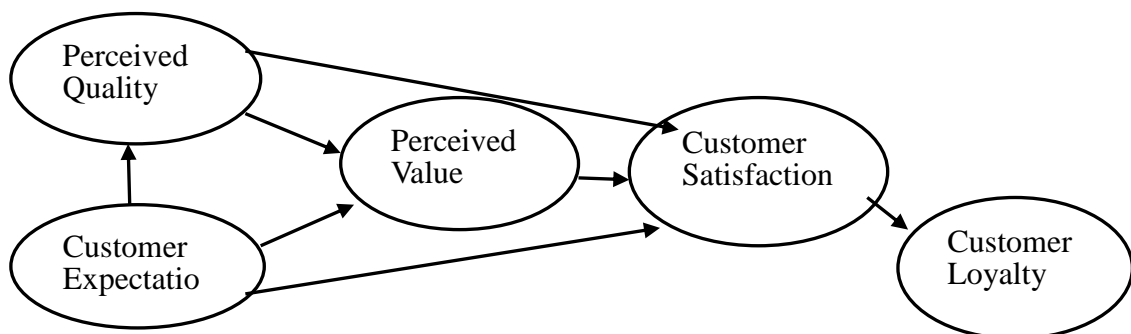 Perceived
Quality
Perceived
Value
Customer
Satisfaction
Customer
Expectatio
Customer
Loyalty